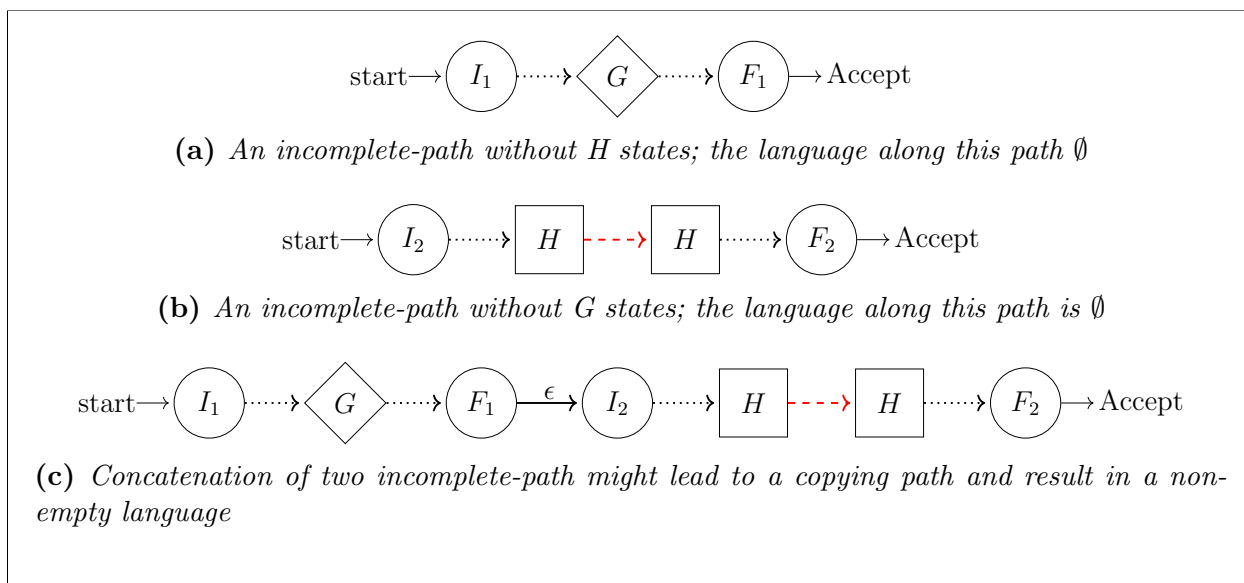 start I₁ G F₁ Accept
(a) An incomplete-path without H states; the language along this path ∅
start I₂ H H F₂ Accept
(b) An incomplete-path without G states; the language along this path is ∅
start I₁ G F₁ ϵ I₂ H H F₂ Accept
(c) Concatenation of two incomplete-path might lead to a copying path and result in a non-
empty language